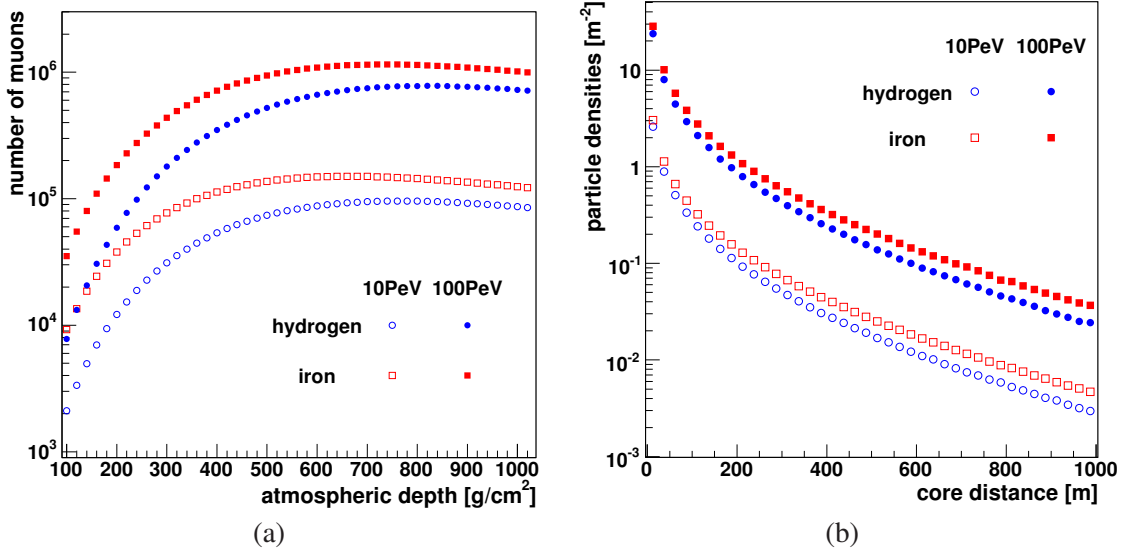 number of muons
10^6
10^5
10^4
10^3
10PeV 100PeV
hydrogen
iron
100 200 300 400 500 600 700 800 900 1000
atmospheric depth [g/cm^2]
(a)
particle densities [m^-2]
10
1
10^-1
10^-2
10^-3
10PeV 100PeV
hydrogen
iron
0 200 400 600 800 1000
core distance [m]
(b)